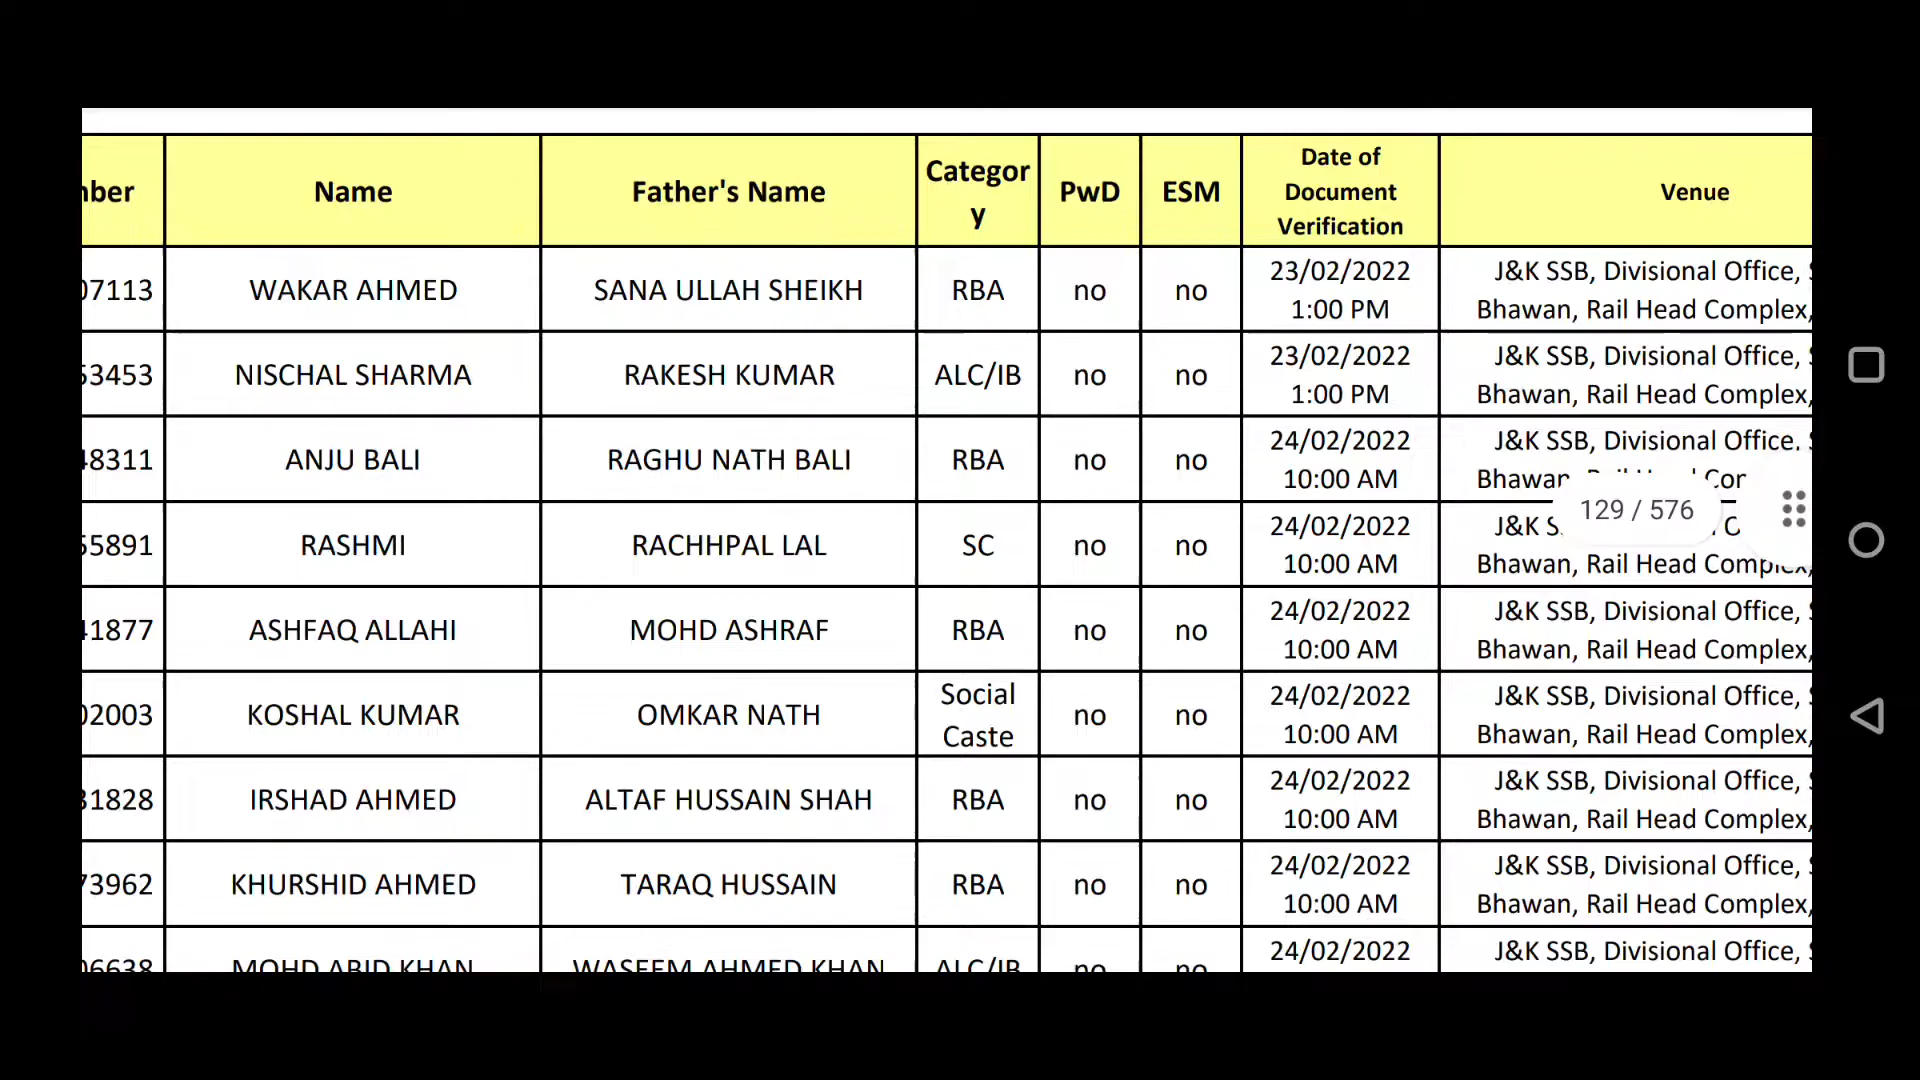 mber Name Father's Name Category PwD ESM Date of Document Verification Venue
07113 WAKAR AHMED SANA ULLAH SHEIKH RBA no no 23/02/2022 1:00 PM J&K SSB, Divisional Office, Bhawan, Rail Head Complex,
53453 NISCHAL SHARMA RAKESH KUMAR ALC/IB no no 23/02/2022 1:00 PM J&K SSB, Divisional Office, Bhawan, Rail Head Complex,
48311 ANJU BALI RAGHU NATH BALI RBA no no 24/02/2022 10:00 AM J&K SSB, Divisional Office, Bhawan,
129 / 576
55891 RASHMI RACHHPAL LAL SC no no 24/02/2022 10:00 AM J&K Bhawan, Rail Head Complex,
41877 ASHFAQ ALLAHI MOHD ASHRAF RBA no no 24/02/2022 10:00 AM J&K SSB, Divisional Office, Bhawan, Rail Head Complex,
02003 KOSHAL KUMAR OMKAR NATH Social Caste no no 24/02/2022 10:00 AM J&K SSB, Divisional Office, Bhawan, Rail Head Complex,
31828 IRSHAD AHMED ALTAF HUSSAIN SHAH RBA no no 24/02/2022 10:00 AM J&K SSB, Divisional Office, Bhawan, Rail Head Complex,
73962 KHURSHID AHMED TARAQ HUSSAIN RBA no no 24/02/2022 10:00 AM J&K SSB, Divisional Office, Bhawan, Rail Head Complex,
06638 MOHD ABID KHAN WASEEM AHMED KHAN ALC/IB no no 24/02/2022 J&K SSB, Divisional Office,